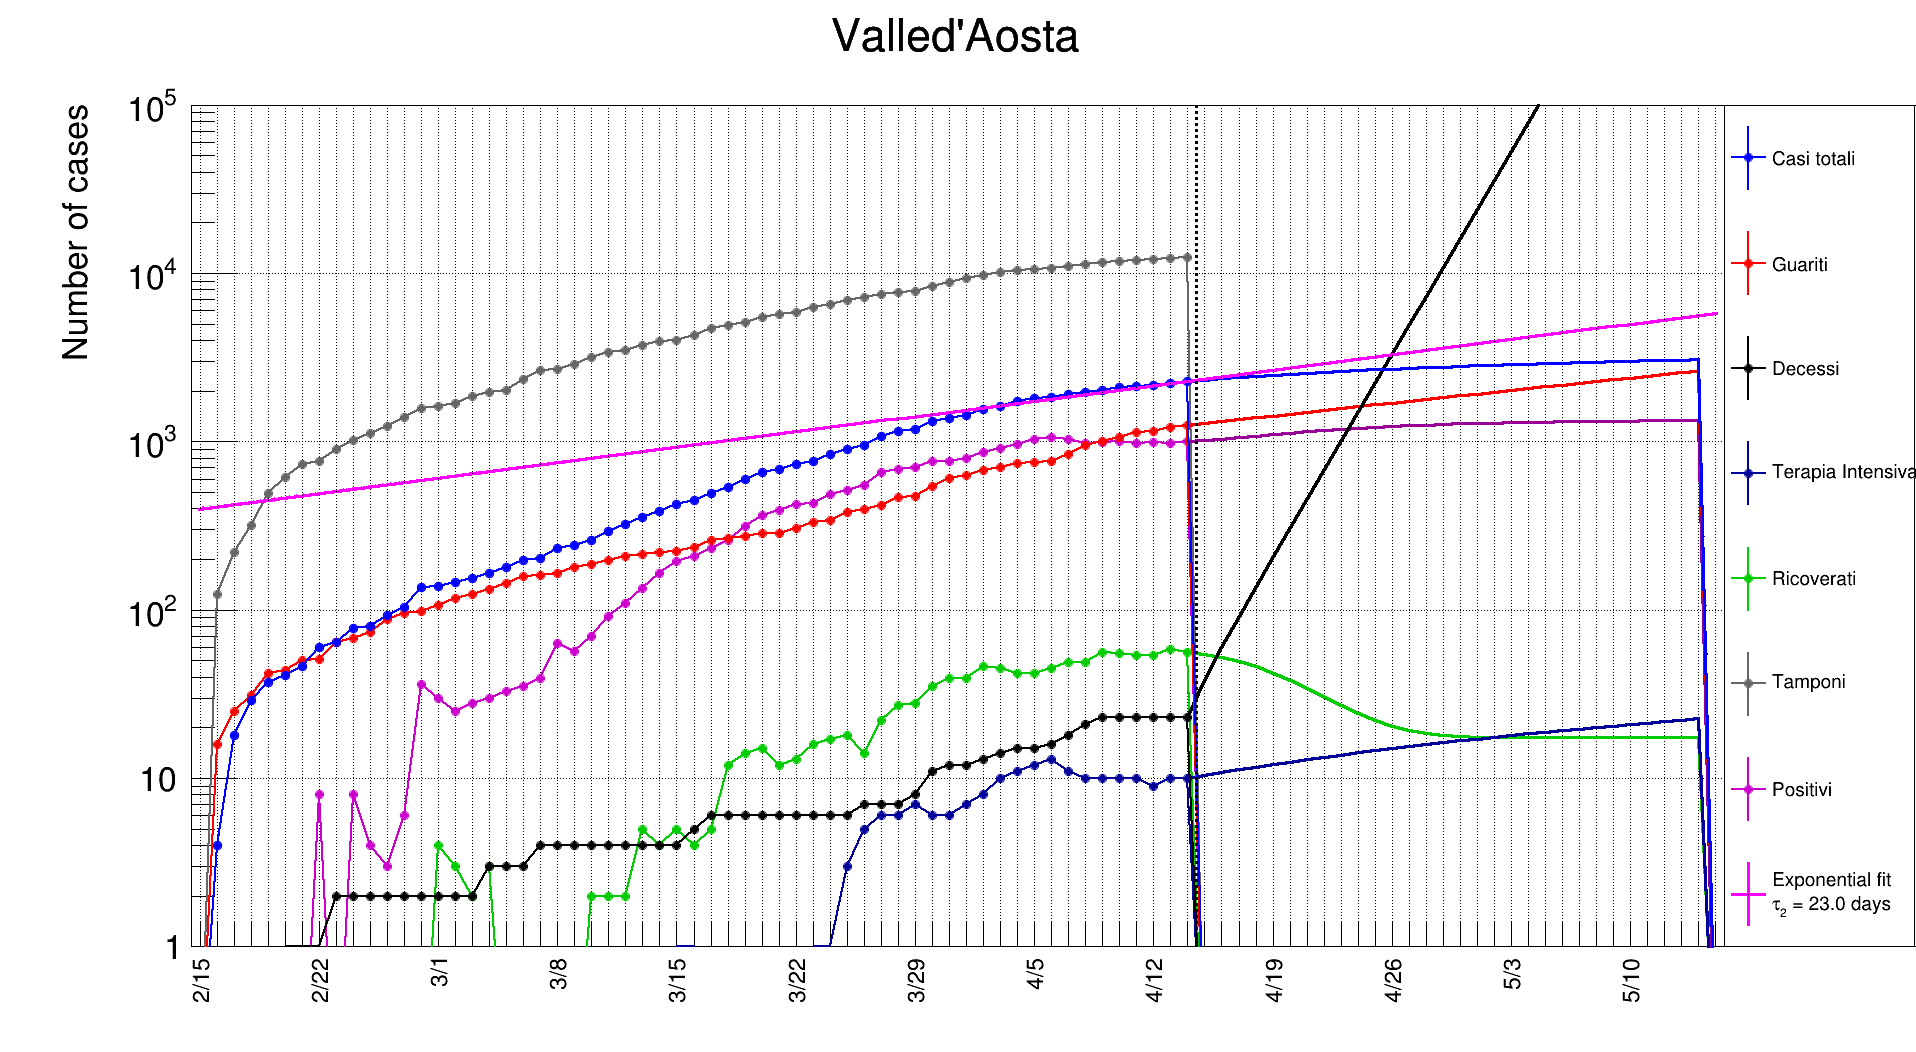 Valled'Aosta
Number of cases
10^5
10^4
10^3
10^2
10
1
2/15 2/22 3/1 3/8 3/15 3/22 3/29 4/5 4/12 4/19 4/26 5/3 5/10
Casi totali
Guariti
Decessi
Terapia Intensiva
Ricoverati
Tamponi
Positivi
Exponential fit
τ_2 = 23.0 days